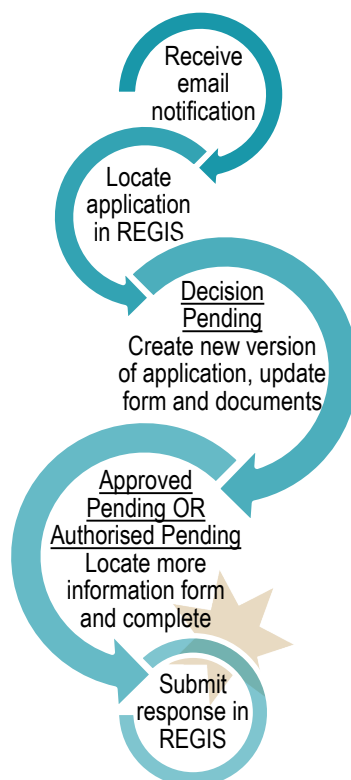 Receive
email
notification
Locate
application
in REGIS
Decision
Pending
Create new version
of application, update
form and documents
Approved
Pending OR
Authorised Pending
Locate more
information form
and complete
Submit
response in
REGIS